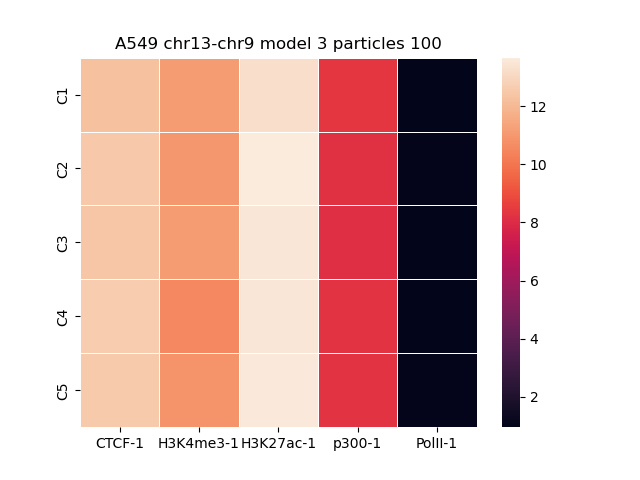 A549 chr13-chr9 model 3 particles 100
C1
C2
C3
C4
C5
CTCF-1 H3K4me3-1 H3K27ac-1 p300-1 PolII-1
12
10
8
6
4
2